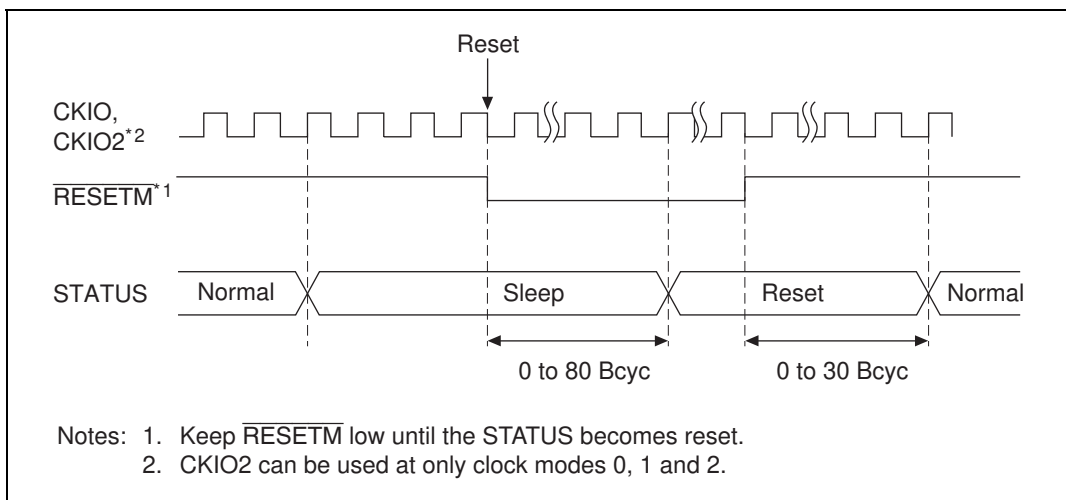 Reset
CKIO,
CKIO2*2
RESETM*1
STATUS Normal Sleep Reset Normal
0 to 80 Bcyc 0 to 30 Bcyc
Notes: 1. Keep RESETM low until the STATUS becomes reset.
2. CKIO2 can be used at only clock modes 0, 1 and 2.